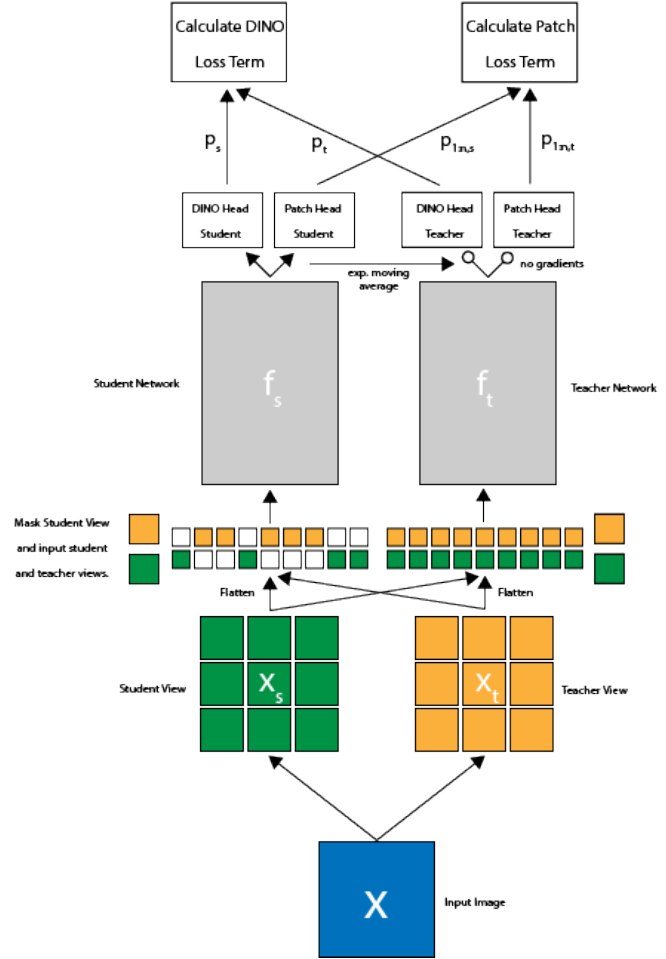 Calculate DINO
Loss Term
Calculate Patch
Loss Term
p_s
p_t
p_1:n,s
p_1:n,t
DINO Head
Student
Patch Head
Student
DINO Head
Teacher
Patch Head
Teacher
exp. moving
average
no gradients
Student Network
f_s
f_t
Teacher Network
Mask Student View
and input student
and teacher views.
Flatten
Flatten
Student View
x_s
x_t
Teacher View
X
Input Image